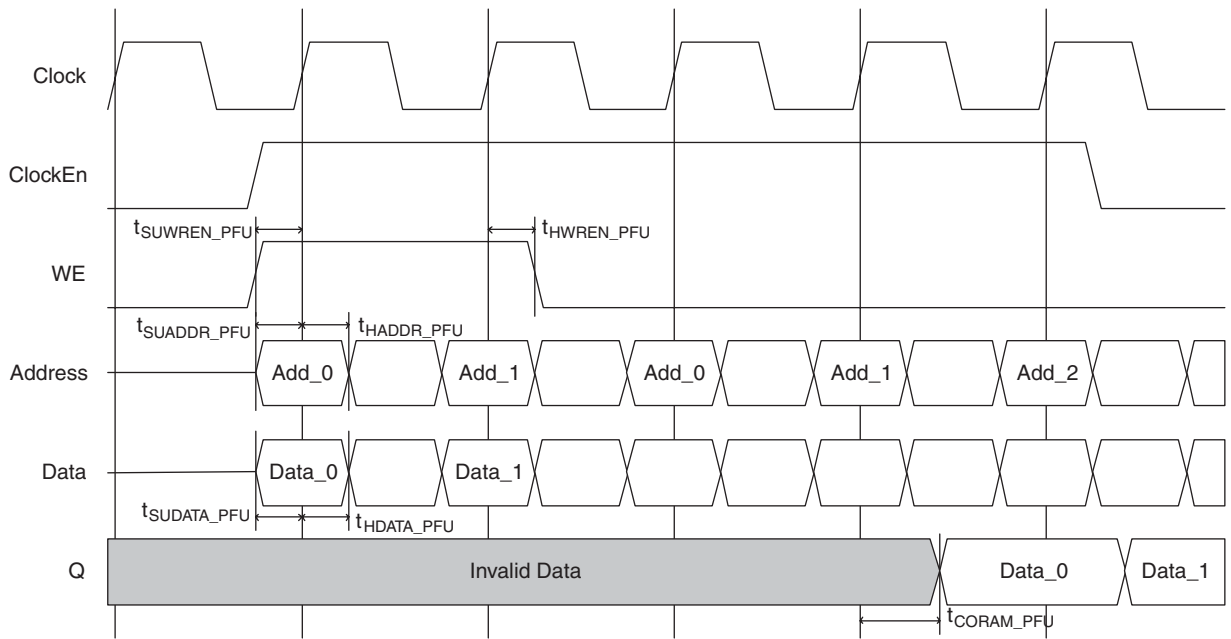 Clock
ClockEn
tSUWREN_PFU tHWREN_PFU
WE
tSUADDR_PFU tHADDR_PFU
Address Add_0 Add_1 Add_0 Add_1 Add_2
Data Data_0 Data_1
tSUDATA_PFU tHDATA_PFU
Q Invalid Data Data_0 Data_1
tCORAM_PFU